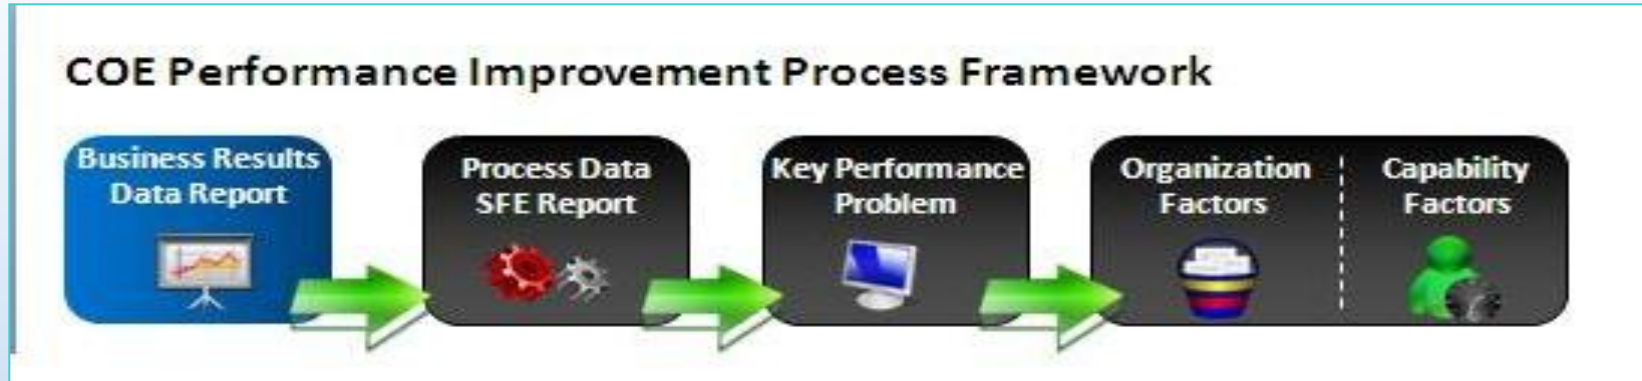 COE Performance Improvement Process Framework
Business Results
Data Report
Process Data
SFE Report
Key Performance
Problem
Organization
Factors
Capability
Factors